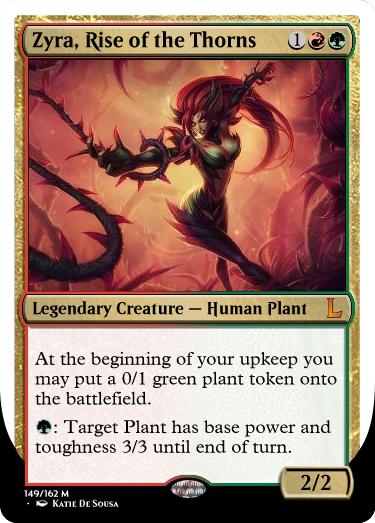 Zyra, Rise of the Thorns 1
Legendary Creature — Human Plant L
At the beginning of your upkeep you
may put a 0/1 green plant token onto
the battlefield.
: Target Plant has base power and
toughness 3/3 until end of turn.
2/2
149/162 M
· Katie De Sousa